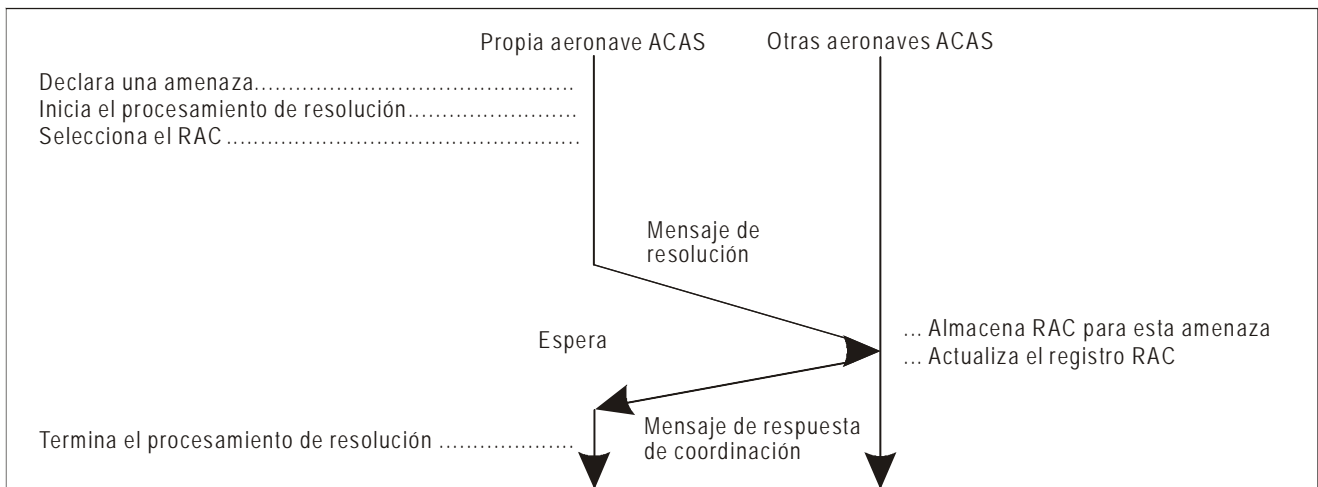 Propia aeronave ACAS
Otras aeronaves ACAS
Declara una amenaza...............................................
Inicia el procesamiento de resolución.........................
Selecciona el RAC ....................................................
Mensaje de
resolución
Espera
... Almacena RAC para esta amenaza
... Actualiza el registro RAC
Termina el procesamiento de resolución ....................
Mensaje de respuesta
de coordinación